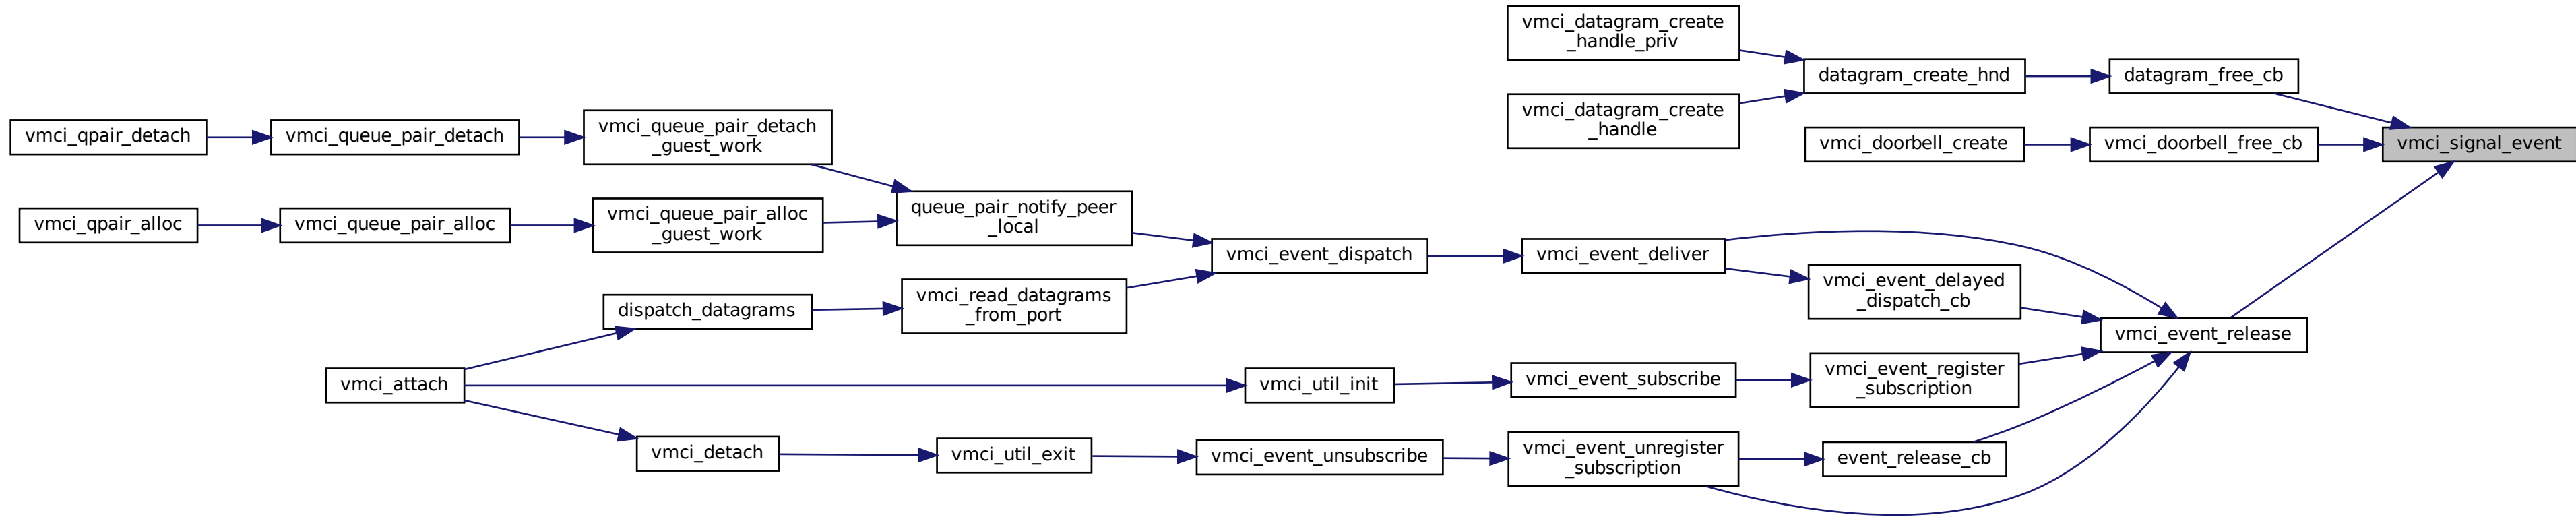 vmci_datagram_create
_handle_priv
datagram_create_hnd
datagram_free_cb
vmci_datagram_create
_handle
vmci_qpair_detach
vmci_queue_pair_detach
vmci_queue_pair_detach
_guest_work
vmci_doorbell_create
vmci_doorbell_free_cb
vmci_signal_event
vmci_qpair_alloc
vmci_queue_pair_alloc
vmci_queue_pair_alloc
_guest_work
queue_pair_notify_peer
_local
vmci_event_dispatch
vmci_event_deliver
vmci_event_delayed
_dispatch_cb
dispatch_datagrams
vmci_read_datagrams
_from_port
vmci_event_release
vmci_attach
vmci_util_init
vmci_event_subscribe
vmci_event_register
_subscription
vmci_detach
vmci_util_exit
vmci_event_unsubscribe
vmci_event_unregister
_subscription
event_release_cb